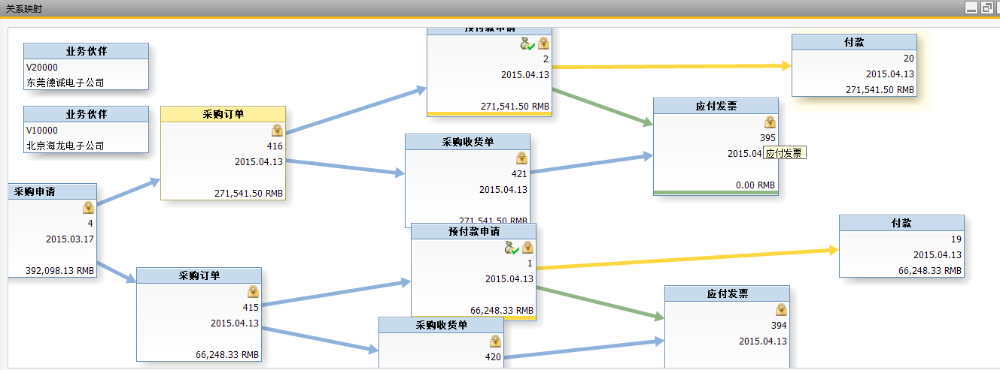 关系映射
业务伙伴
V20000
东莞德诚电子公司
业务伙伴
V10000
北京海龙电子公司
采购申请
4
2015.03.17
392,098.13 RMB
采购订单
416
2015.04.13
271,541.50 RMB
采购订单
415
2015.04.13
66,248.33 RMB
预付款申请
2
2015.04.13
271,541.50 RMB
采购收货单
421
2015.04.13
271,541.50 RMB
预付款申请
1
2015.04.13
66,248.33 RMB
采购收货单
420
付款
20
2015.04.13
271,541.50 RMB
应付发票
395
2015.04
应付发票
0.00 RMB
付款
19
2015.04.13
66,248.33 RMB
应付发票
394
2015.04.13